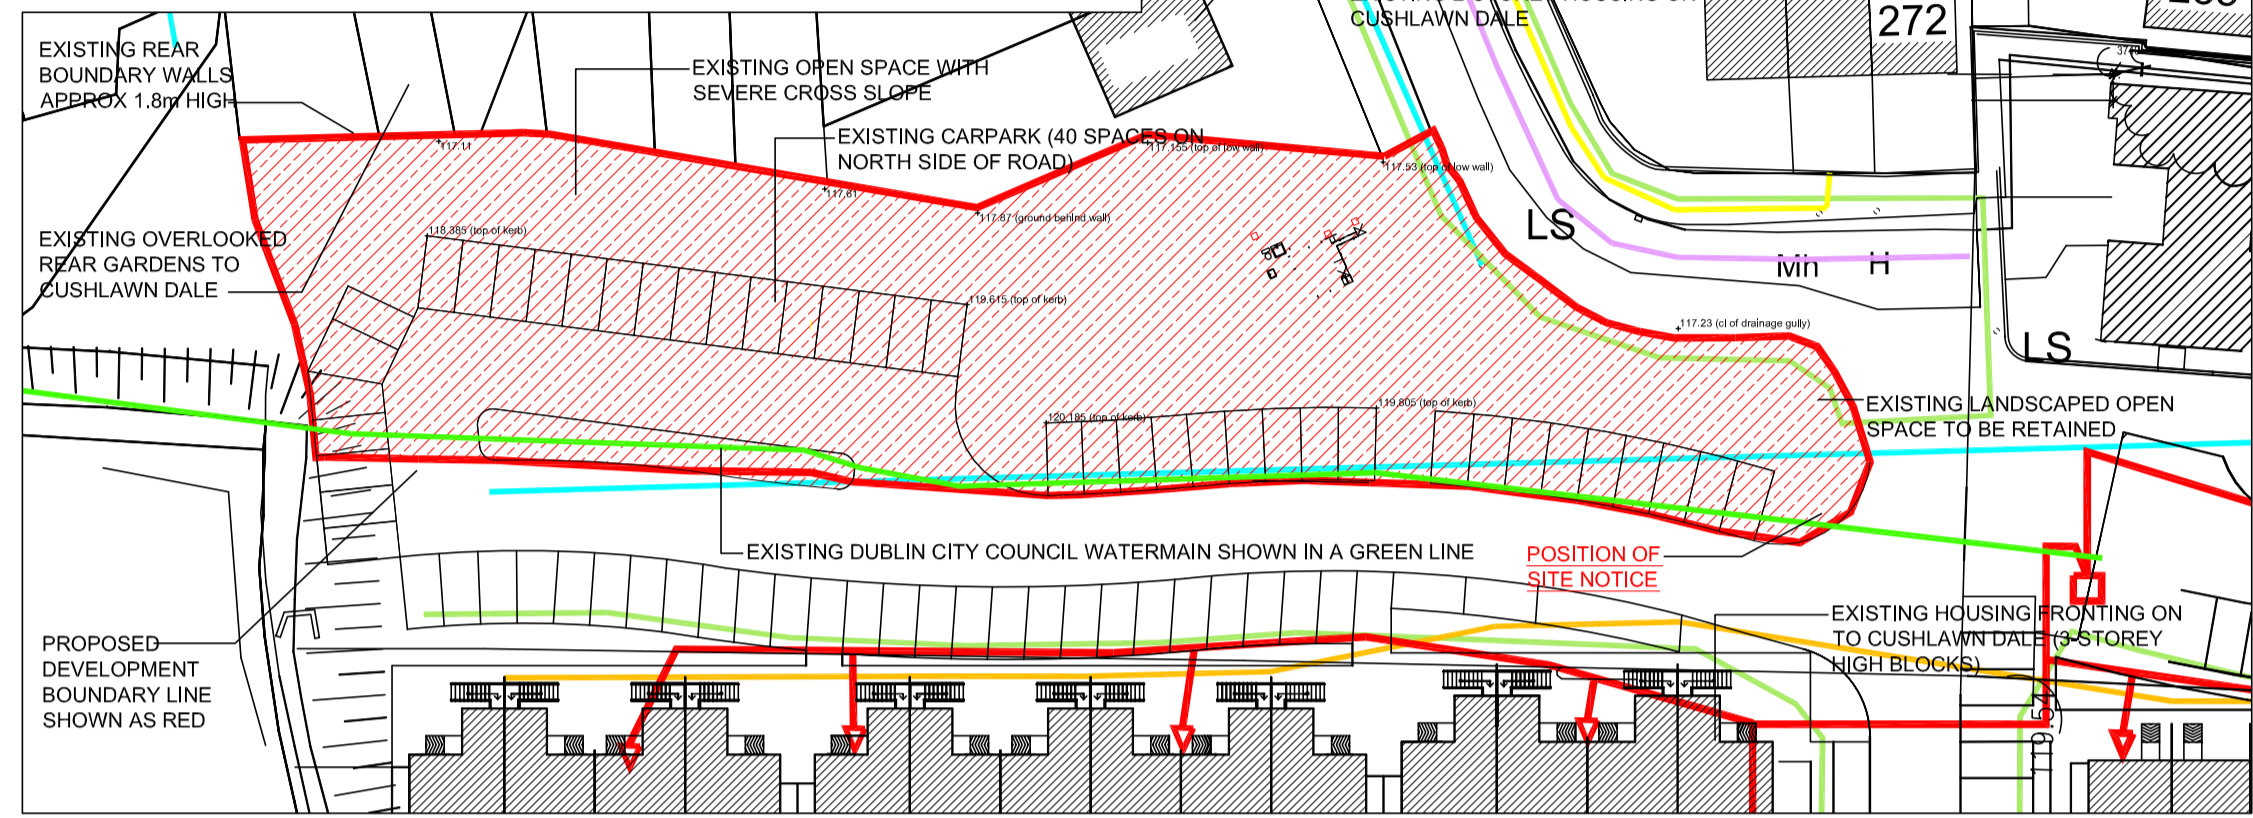 CUSHLAWN DALE
272
EXISTING REAR
BOUNDARY WALLS
APPROX 1.8m HIGH
EXISTING OPEN SPACE WITH
SEVERE CROSS SLOPE
EXISTING CARPARK (40 SPACES ON
NORTH SIDE OF ROAD)
117.11
117.155 (top of low wall)
117.53 (top of low wall)
117.61
117.87 (ground behind wall)
118.385 (top of kerb)
EXISTING OVERLOOKED
REAR GARDENS TO
CUSHLAWN DALE
LS
Mh
H
119.615 (top of kerb)
117.23 (cl of drainage gully)
LS
120.185 (top of kerb)
119.805 (top of kerb)
EXISTING LANDSCAPED OPEN
SPACE TO BE RETAINED
EXISTING DUBLIN CITY COUNCIL WATERMAIN SHOWN IN A GREEN LINE
POSITION OF
SITE NOTICE
EXISTING HOUSING FRONTING ON
TO CUSHLAWN DALE (3-STOREY
HIGH BLOCKS)
PROPOSED
DEVELOPMENT
BOUNDARY LINE
SHOWN AS RED
119.54